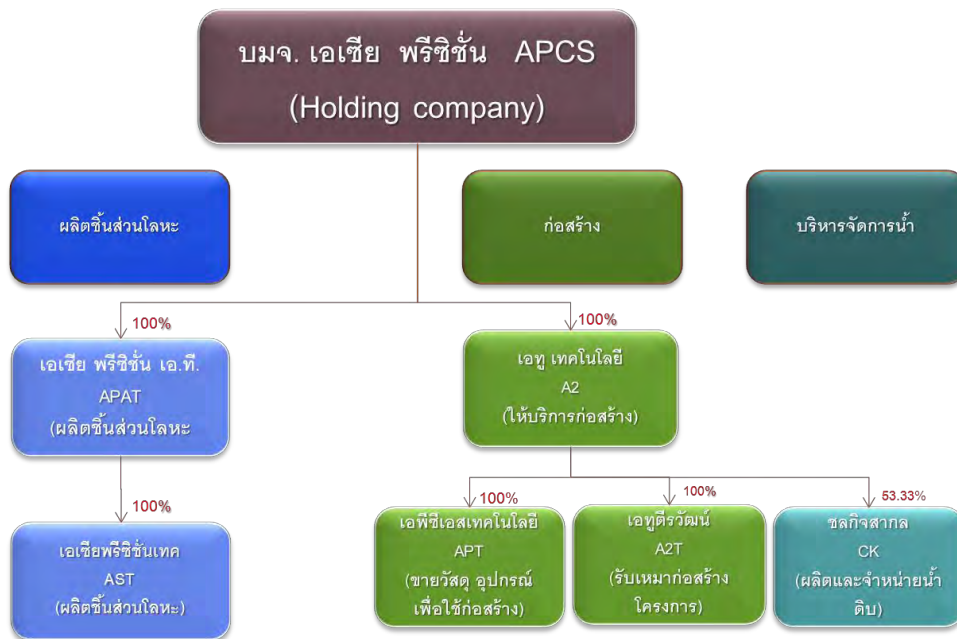 บมจ. เอเซีย พรีซิชั่น APCS
(Holding company)
ผลิตชิ้นส่วนโลหะ
ก่อสร้าง
บริหารจัดการน้ำ
100%
100%
เอเซีย พรีซิชั่น เอ.ที.
APAT
(ผลิตชิ้นส่วนโลหะ
เอทู เทคโนโลยี
A2
(ให้บริการก่อสร้าง)
100%
100%
100%
53.33%
เอเซียพรีซิชั่นเทค
AST
(ผลิตชิ้นส่วนโลหะ)
เอพีซีเอสเทคโนโลยี
APT
(ขายวัสดุ อุปกรณ์
เพื่อใช้ก่อสร้าง)
เอทูตีรวัฒน์
A2T
(รับเหมาก่อสร้าง
โครงการ)
ชลกิจสากล
CK
(ผลิตและจำหน่ายน้ำ
ดิบ)